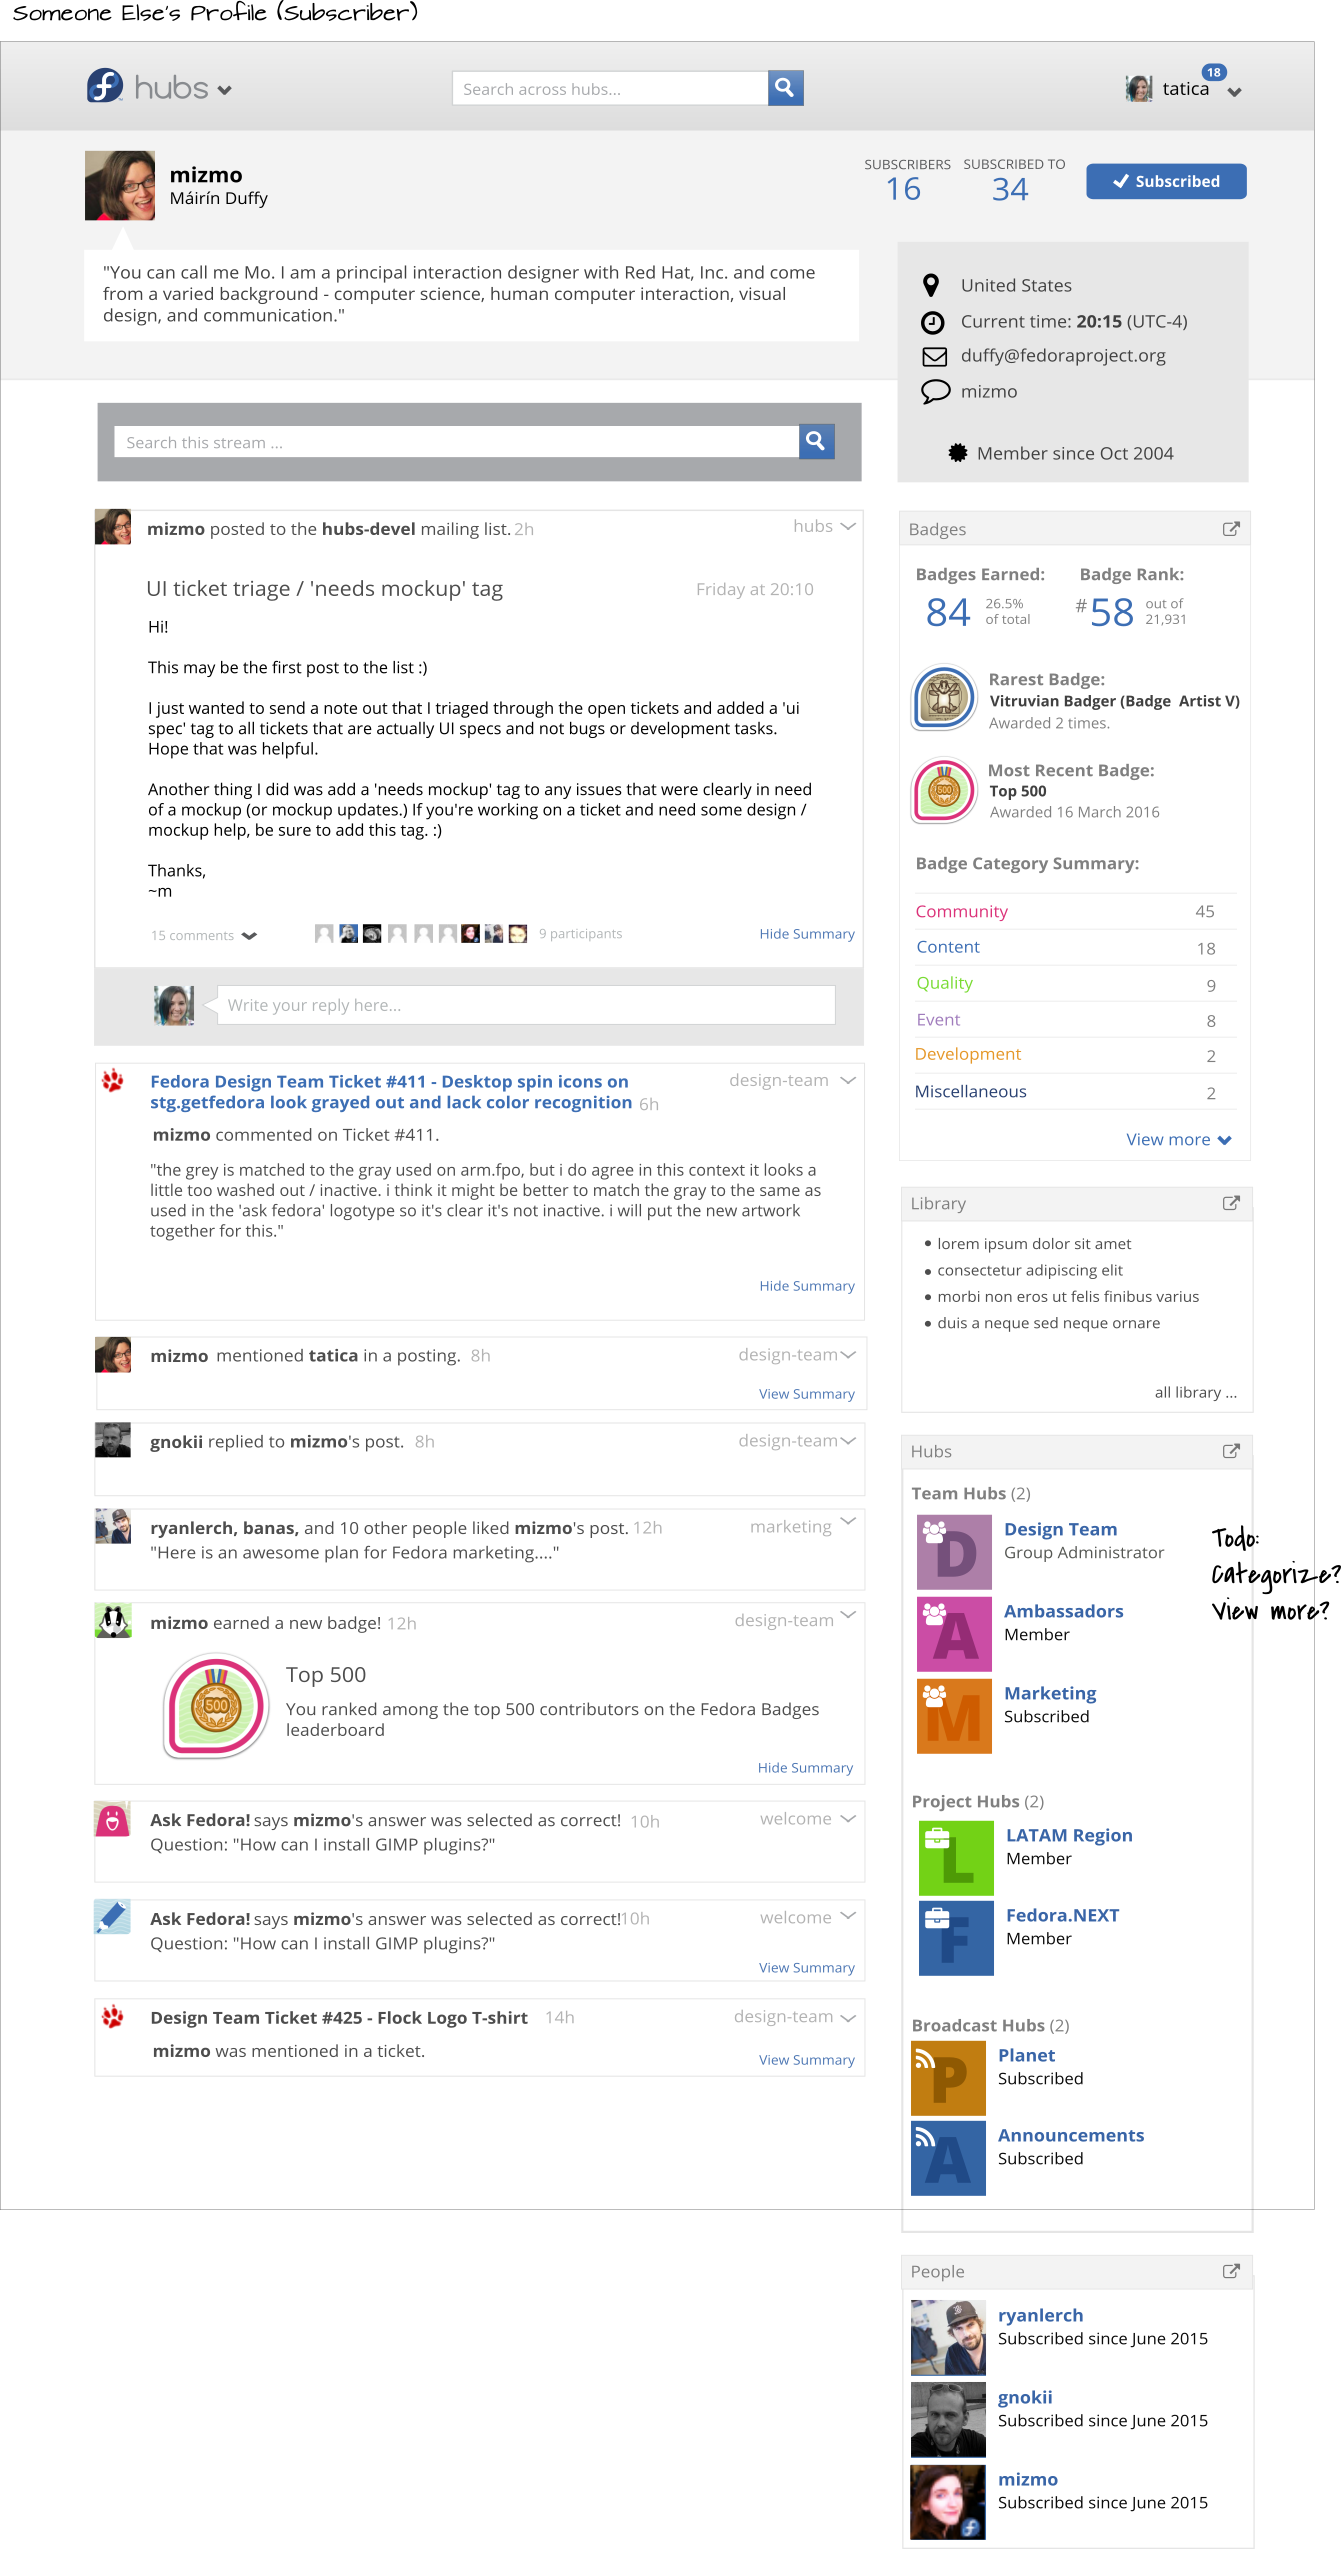 Someone Else's Profile (Subscriber)
hubs
Search across hubs...
18
tatica
mizmo
Máirín Duffy
SUBSCRIBERS
16
SUBSCRIBED TO
34
Subscribed
"You can call me Mo. I am a principal interaction designer with Red Hat, Inc. and come
from a varied background - computer science, human computer interaction, visual
design, and communication."
United States
Current time: 20:15 (UTC-4)
duffy@fedoraproject.org
mizmo
Member since Oct 2004
Search this stream ...
mizmo posted to the hubs-devel mailing list. 2h
hubs
UI ticket triage / 'needs mockup' tag
Friday at 20:10
Hi!
This may be the first post to the list :)
I just wanted to send a note out that I triaged through the open tickets and added a 'ui
spec' tag to all tickets that are actually UI specs and not bugs or development tasks.
Hope that was helpful.
Another thing I did was add a 'needs mockup' tag to any issues that were clearly in need
of a mockup (or mockup updates.) If you're working on a ticket and need some design /
mockup help, be sure to add this tag. :)
Thanks,
~m
15 comments
9 participants
Hide Summary
Write your reply here...
Fedora Design Team Ticket #411 - Desktop spin icons on
stg.getfedora look grayed out and lack color recognition 6h
design-team
mizmo commented on Ticket #411.
"the grey is matched to the gray used on arm.fpo, but i do agree in this context it looks a
little too washed out / inactive. i think it might be better to match the gray to the same as
used in the 'ask fedora' logotype so it's clear it's not inactive. i will put the new artwork
together for this."
Hide Summary
mizmo mentioned tatica in a posting. 8h
design-team
View Summary
gnokii replied to mizmo's post. 8h
design-team
ryanlerch, banas, and 10 other people liked mizmo's post. 12h
marketing
"Here is an awesome plan for Fedora marketing...."
mizmo earned a new badge! 12h
design-team
500
Top 500
You ranked among the top 500 contributors on the Fedora Badges
leaderboard
Hide Summary
Ask Fedora! says mizmo's answer was selected as correct! 10h
welcome
Question: "How can I install GIMP plugins?"
Ask Fedora! says mizmo's answer was selected as correct!10h
welcome
Question: "How can I install GIMP plugins?"
View Summary
Design Team Ticket #425 - Flock Logo T-shirt 14h
design-team
mizmo was mentioned in a ticket.
View Summary
Badges
Badges Earned:
84
26.5%
of total
Badge Rank:
#58
out of
21,931
Rarest Badge:
Vitruvian Badger (Badge Artist V)
Awarded 2 times.
500
Most Recent Badge:
Top 500
Awarded 16 March 2016
Badge Category Summary:
Community 45
Content 18
Quality 9
Event 8
Development 2
Miscellaneous 2
View more
Library
lorem ipsum dolor sit amet
consectetur adipiscing elit
morbi non eros ut felis finibus varius
duis a neque sed neque ornare
all library ...
Hubs
Team Hubs (2)
D
Design Team
Group Administrator
A
Ambassadors
Member
M
Marketing
Subscribed
Todo:
Categorize?
View more?
Project Hubs (2)
L
LATAM Region
Member
F
Fedora.NEXT
Member
Broadcast Hubs (2)
P
Planet
Subscribed
A
Announcements
Subscribed
People
ryanlerch
Subscribed since June 2015
gnokii
Subscribed since June 2015
mizmo
Subscribed since June 2015